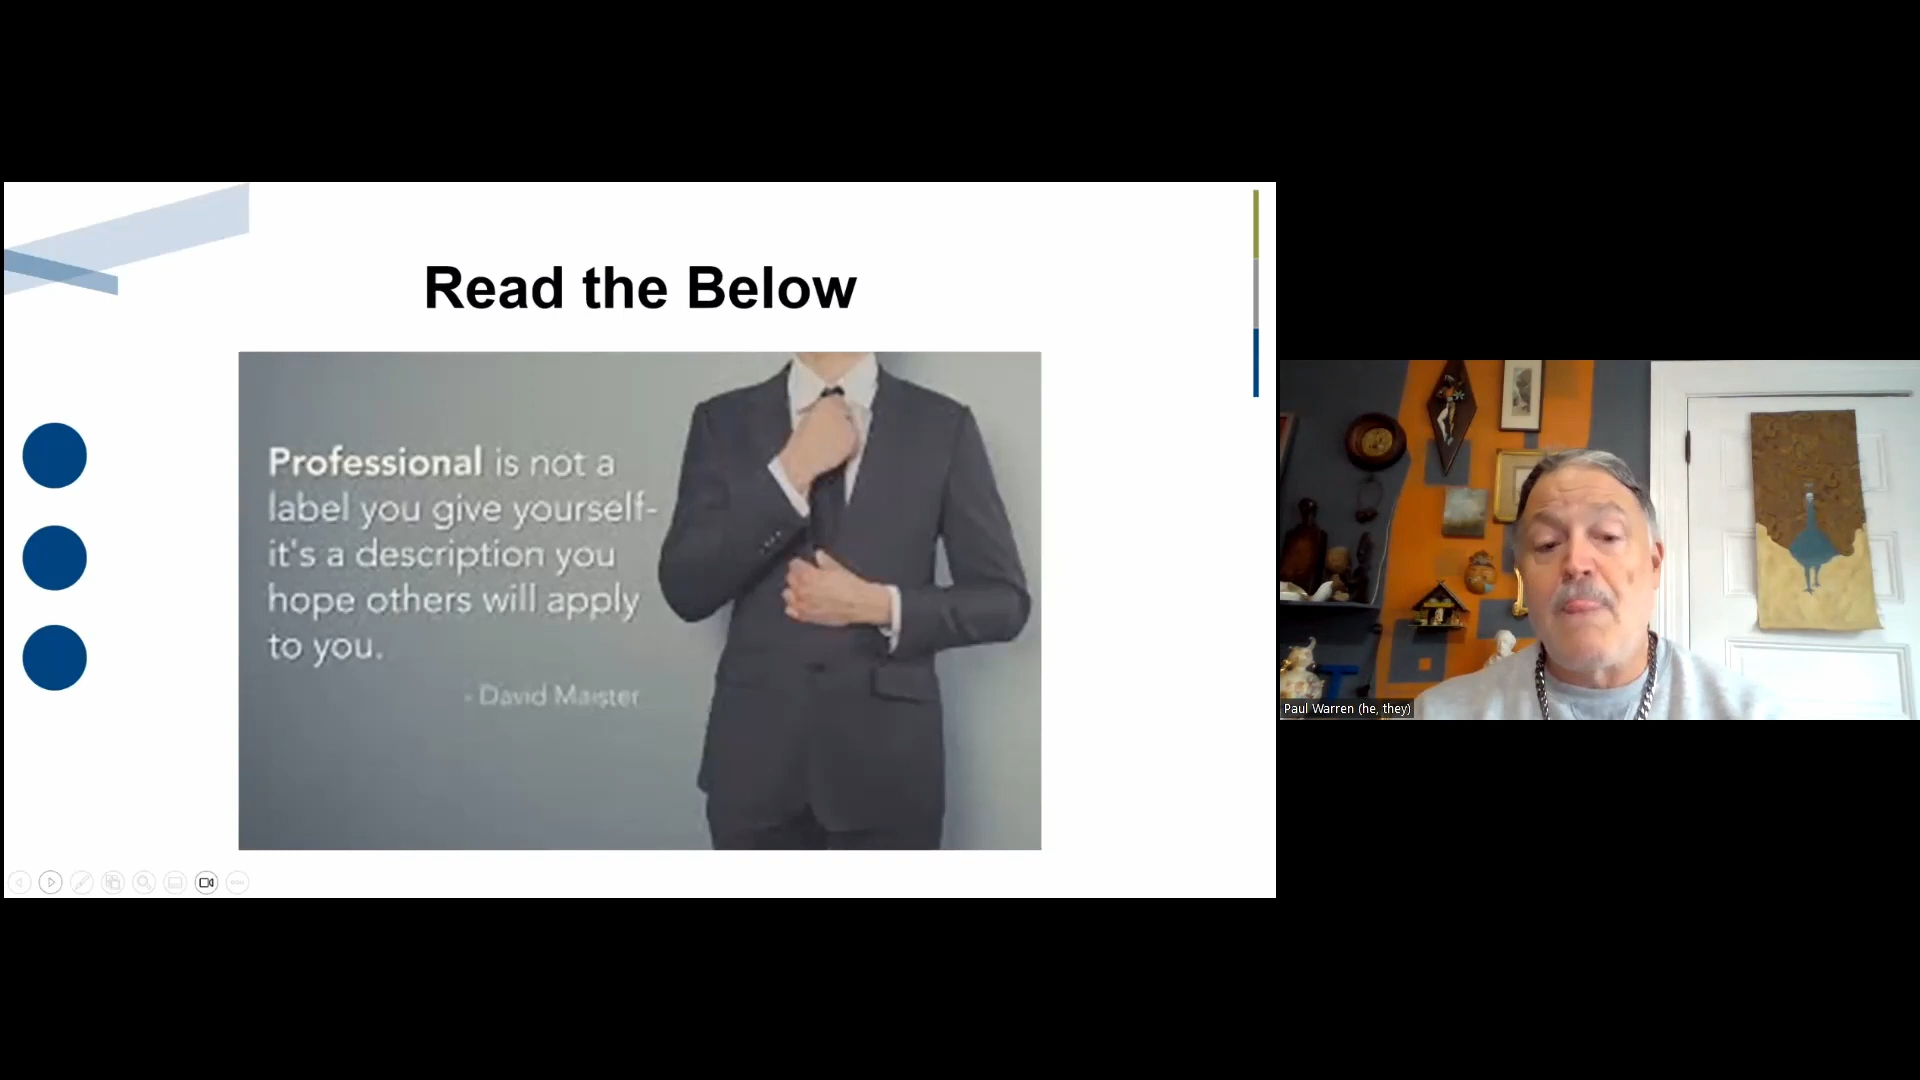 Read the Below
Professional is not a
label you give yourself-
it's a description you
hope others will apply
to you.
- David Maister
Paul Warren (he, they)